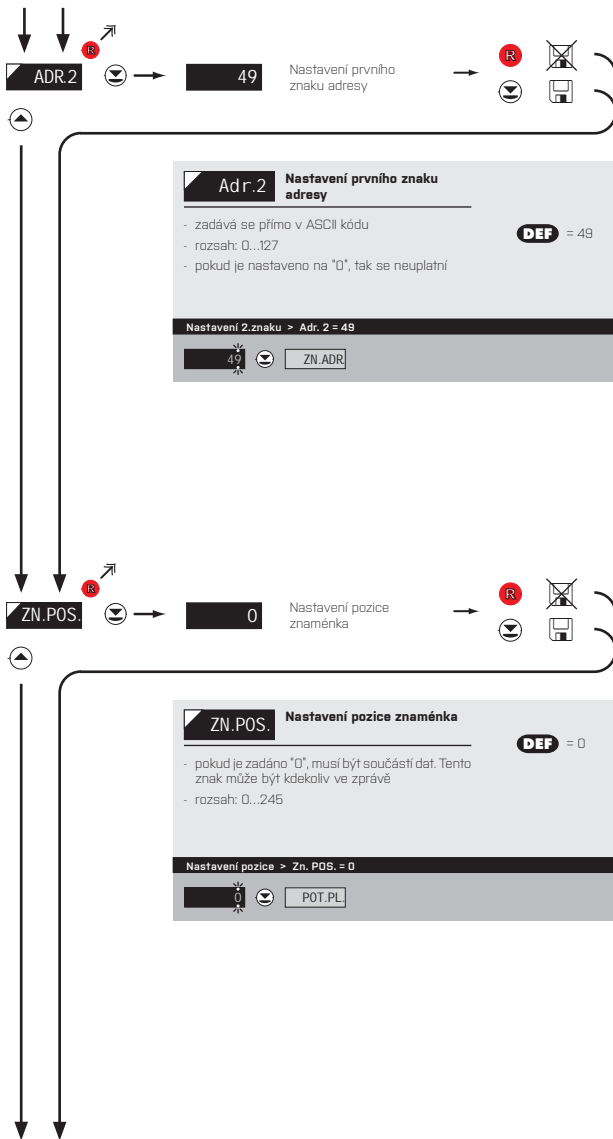 R
ADR.2
49
Nastavení prvního
znaku adresy
R
Adr.2
Nastavení prvního znaku
adresy
- zadává se přímo v ASCII kódu
- rozsah: 0...127
- pokud je nastaveno na "0", tak se neuplatní
DEF = 49
Nastavení 2.znaku > Adr. 2 = 49
49
ZN.ADR.
R
ZN.POS.
0
Nastavení pozice
znaménka
R
ZN.POS.
Nastavení pozice znaménka
- pokud je zadáno "0", musí být součástí dat. Tento
znak může být kdekoliv ve zprávě
- rozsah: 0...245
DEF = 0
Nastavení pozice > Zn. POS. = 0
0
POT.PL.